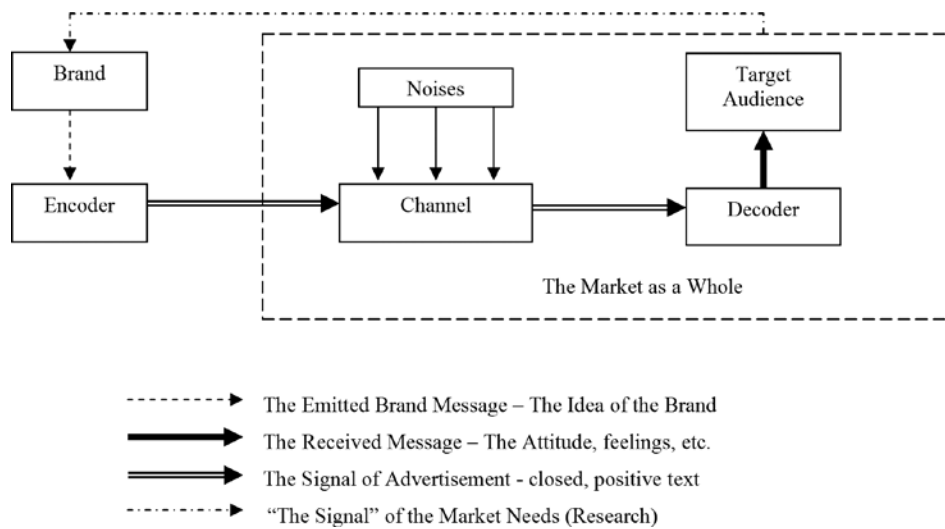 Brand
Noises
Target
Audience
Encoder
Channel
Decoder
The Market as a Whole
The Emitted Brand Message – The Idea of the Brand
The Received Message – The Attitude, feelings, etc.
The Signal of Advertisement - closed, positive text
“The Signal” of the Market Needs (Research)